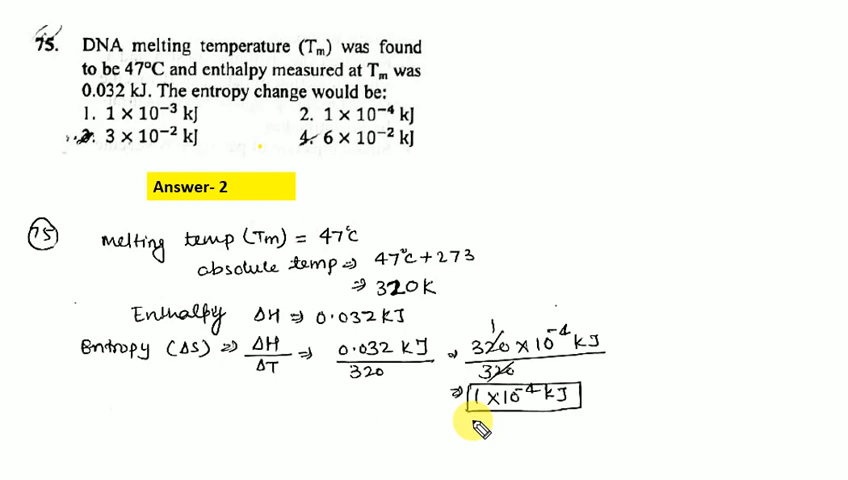 75. DNA melting temperature (Tm) was found
to be 47°C and enthalpy measured at Tm was
0.032 kJ. The entropy change would be:
1. 1 × 10⁻³ kJ 2. 1 × 10⁻⁴ kJ
3. 3 × 10⁻² kJ 4. 6 × 10⁻² kJ
Answer- 2
75 melting temp (Tm) = 47°C
absolute temp ⇒ 47°C + 273
⇒ 320K
Enthalpy ΔH ⇒ 0.032 KJ
Entropy (ΔS) ⇒ ΔH/ΔT ⇒ 0.032 KJ/320 ⇒ 1 320 × 10⁻⁴ KJ/320
⇒ 1 × 10⁻⁴ KJ